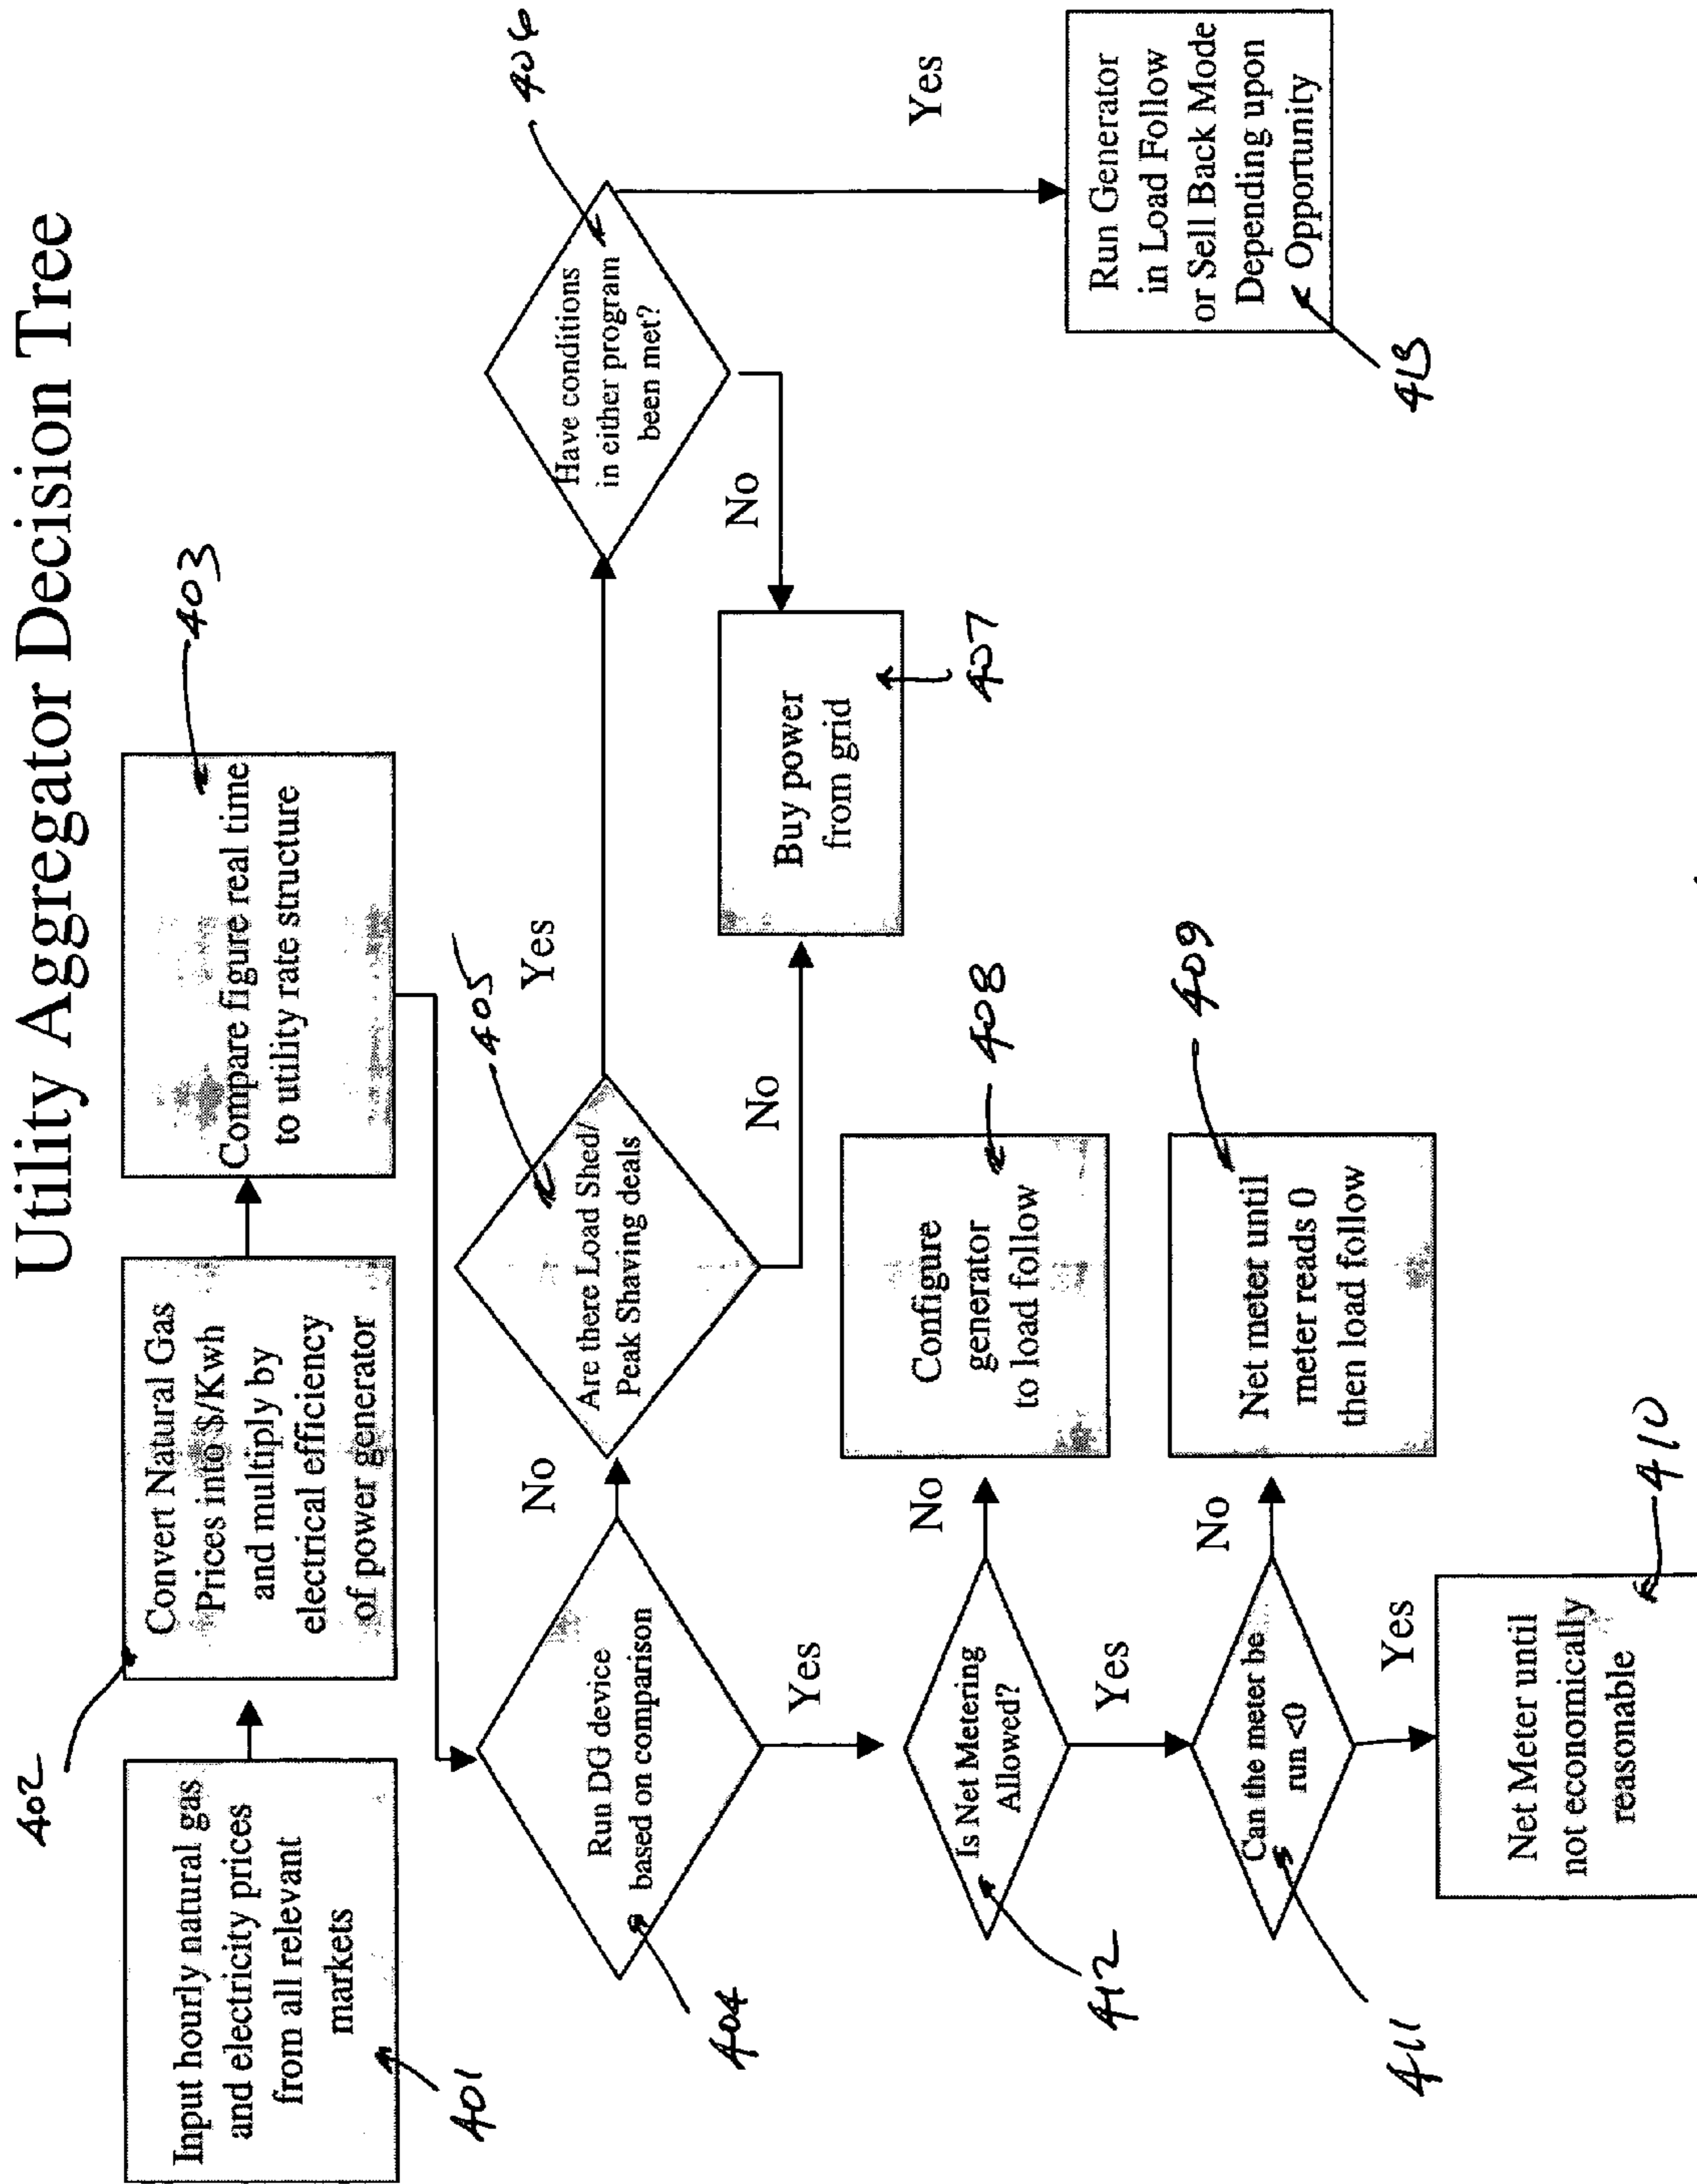 Utility Aggregator Decision Tree
402
403
Input hourly natural gas
and electricity prices
from all relevant
markets
401
Convert Natural Gas
Prices into $/Kwh
and multiply by
electrical efficiency
of power generator
Compare figure real time
to utility rate structure
404
Run DG device
based on comparison
No
405
Are there Load Shed/
Peak Shaving deals
Yes
406
Have conditions
in either program
been met?
No
No
Buy power
from grid
407
Yes
Run Generator
in Load Follow
or Sell Back Mode
Depending upon
Opportunity
413
Yes
412
Is Net Metering
Allowed?
No
Configure
generator
to load follow
408
Yes
411
Can the meter be
run <0
No
Net meter until
meter reads 0
then load follow
409
Yes
Net Meter until
not economically
reasonable
410